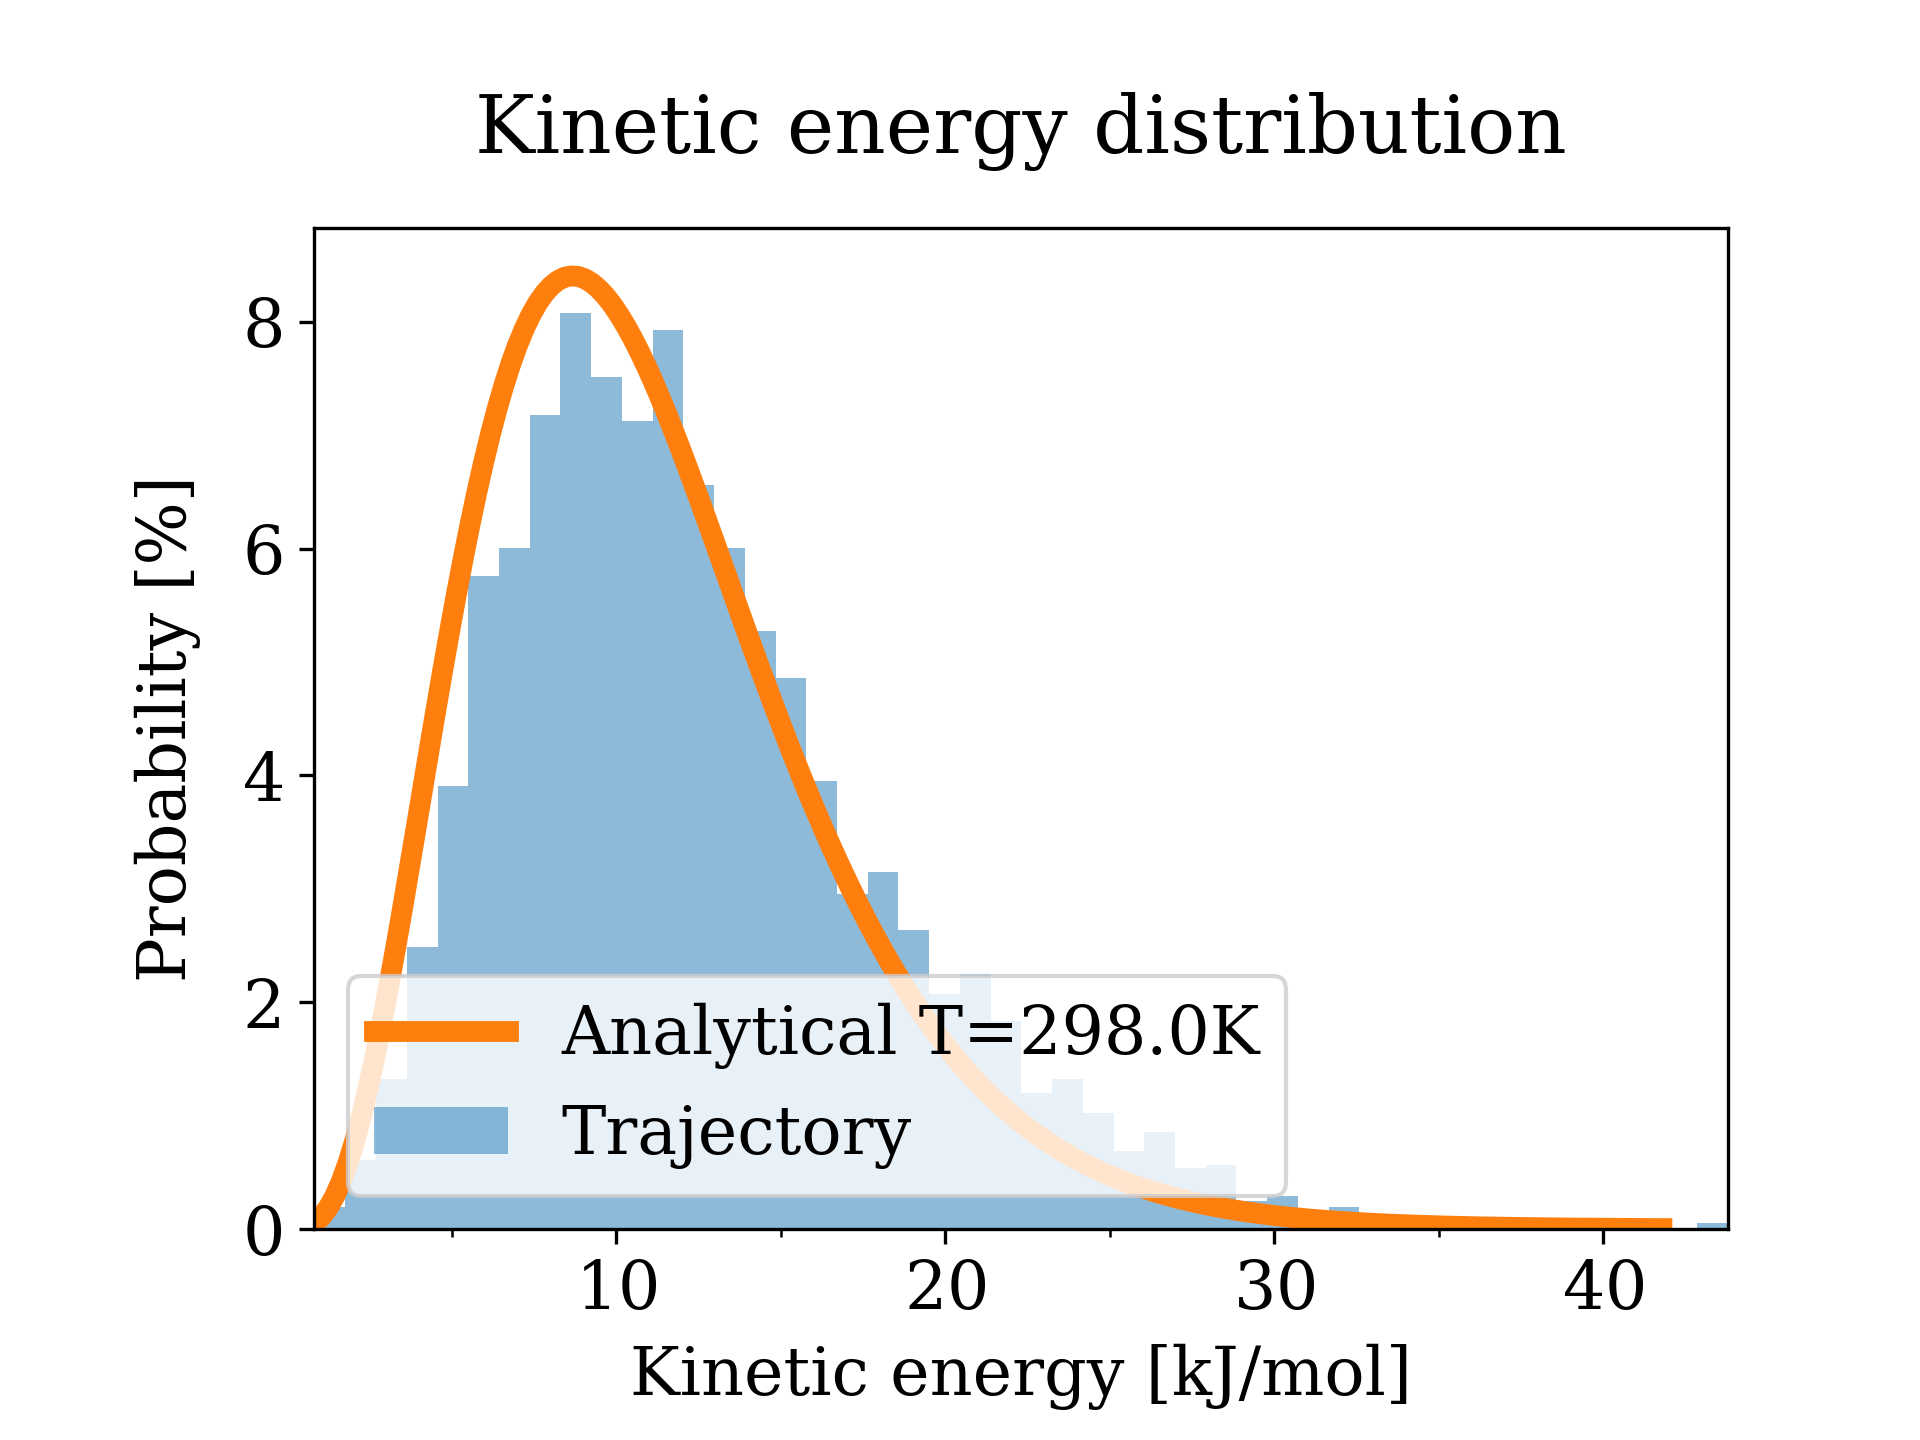 Kinetic energy distribution
8
6
4
2
0
Probability [%]
Analytical T=298.0K
Trajectory
10 20 30 40
Kinetic energy [kJ/mol]